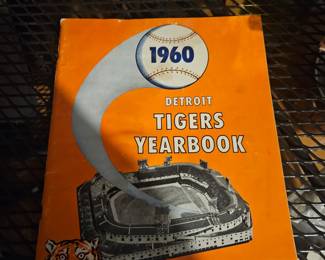 1960
DETROIT
TIGERS
YEARBOOK